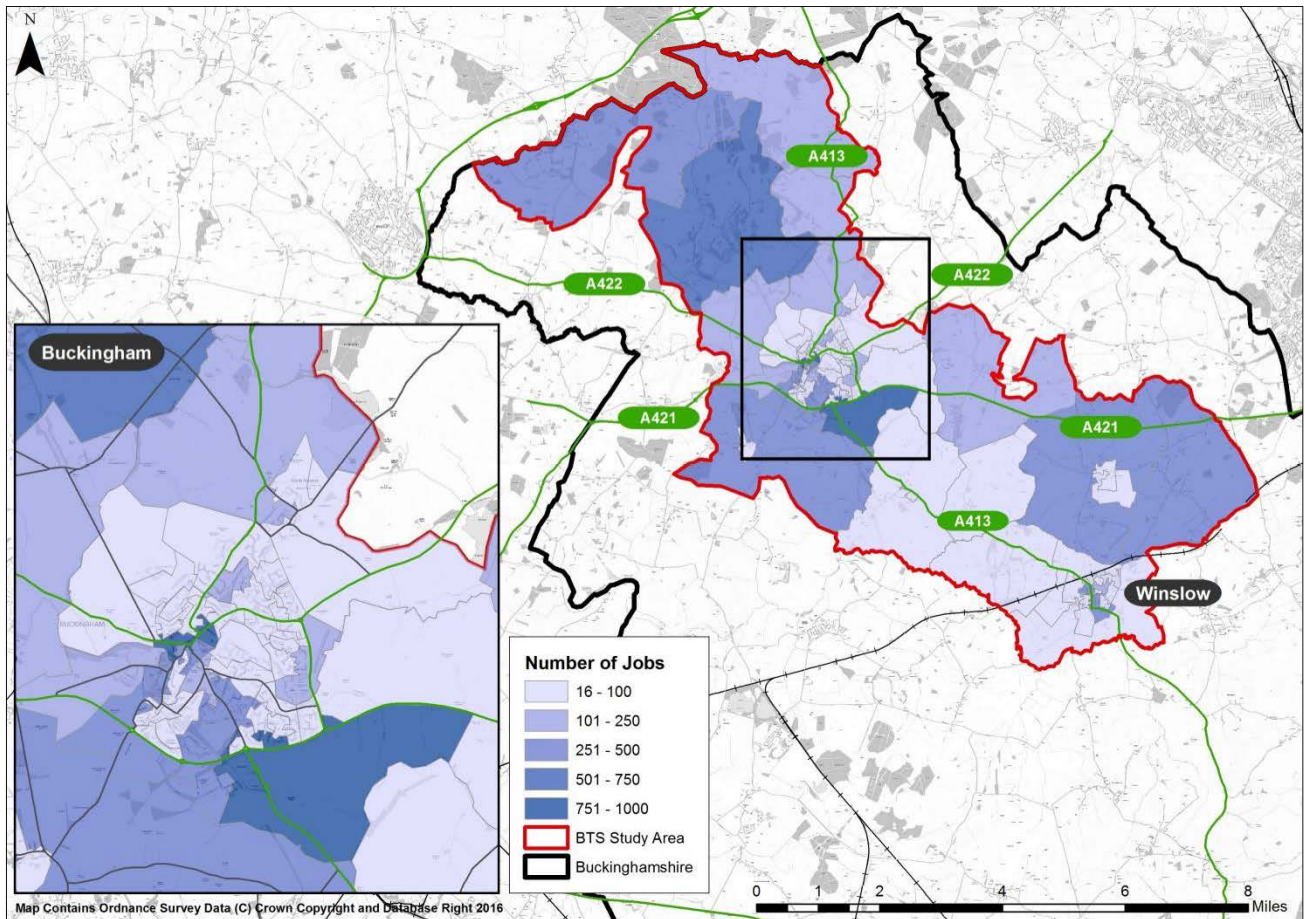 N
A413
A422
A422
Buckingham
A421
A421
A413
Winslow
BUCKINGHAM
Number of Jobs
16 - 100
101 - 250
251 - 500
501 - 750
751 - 1000
BTS Study Area
Buckinghamshire
0 1 2 4 6 8
Miles
Map Contains Ordnance Survey Data (C) Crown Copyright and Database Right 2016